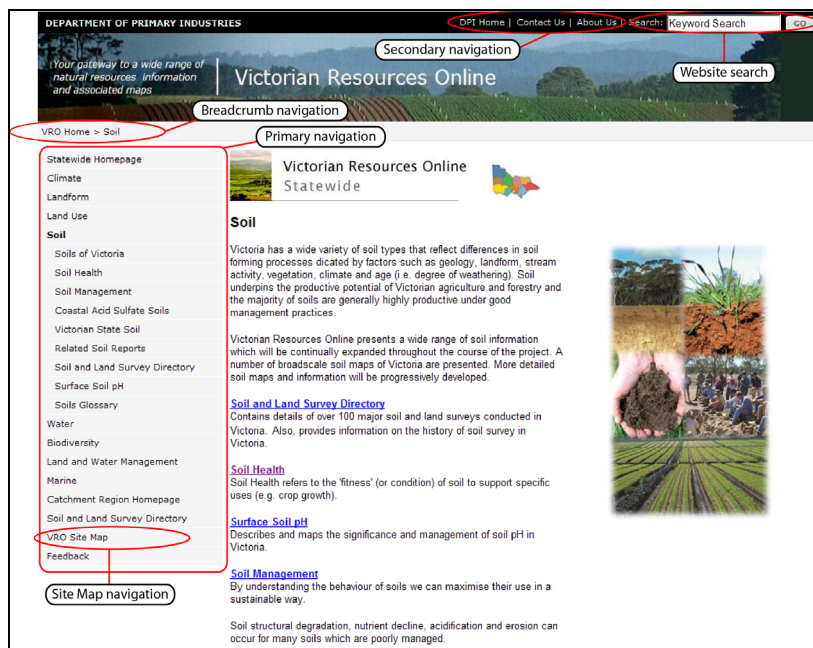 DEPARTMENT OF PRIMARY INDUSTRIES
DPI Home | Contact Us | About Us | Search: Keyword Search GO
Secondary navigation
Website search
Your gateway to a wide range of
natural resources information
and associated maps
Victorian Resources Online
Breadcrumb navigation
VRO Home > Soil
Primary navigation
Statewide Homepage
Climate
Landform
Land Use
Soil
Soils of Victoria
Soil Health
Soil Management
Coastal Acid Sulfate Soils
Victorian State Soil
Related Soil Reports
Soil and Land Survey Directory
Surface Soil pH
Soils Glossary
Water
Biodiversity
Land and Water Management
Marine
Catchment Region Homepage
Soil and Land Survey Directory
VRO Site Map
Feedback
Site Map navigation
Victorian Resources Online
Statewide
Soil
Victoria has a wide variety of soil types that reflect differences in soil
forming processes dicated by factors such as geology, landform, stream
activity, vegetation, climate and age (i.e. degree of weathering). Soil
underpins the productive potential of Victorian agriculture and forestry and
the majority of soils are generally highly productive under good
management practices.
Victorian Resources Online presents a wide range of soil information
which will be continually expanded throughout the course of the project. A
number of broadscale soil maps of Victoria are presented. More detailed
soil maps and information will be progressively developed.
Soil and Land Survey Directory
Contains details of over 100 major soil and land surveys conducted in
Victoria. Also, provides information on the history of soil survey in
Victoria.
Soil Health
Soil Health refers to the 'fitness' (or condition) of soil to support specific
uses (e.g. crop growth).
Surface Soil pH
Describes and maps the significance and management of soil pH in
Victoria.
Soil Management
By understanding the behaviour of soils we can maximise their use in a
sustainable way.
Soil structural degradation, nutrient decline, acidification and erosion can
occur for many soils which are poorly managed.